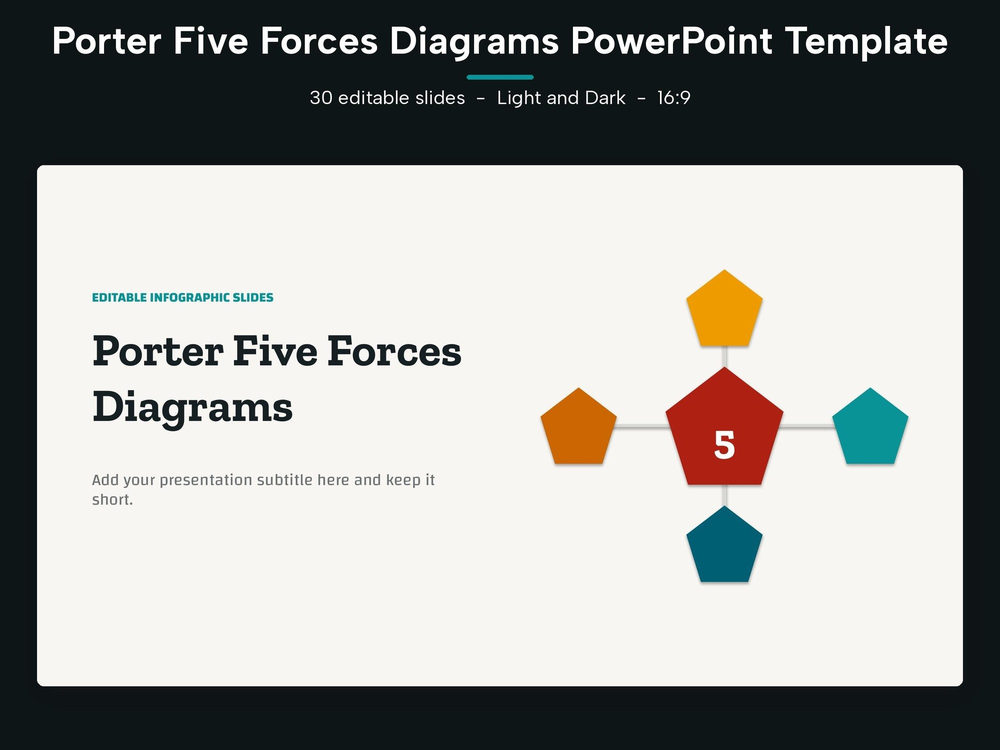 Porter Five Forces Diagrams PowerPoint Template
30 editable slides - Light and Dark - 16:9
EDITABLE INFOGRAPHIC SLIDES
Porter Five Forces
Diagrams
Add your presentation subtitle here and keep it
short.
5